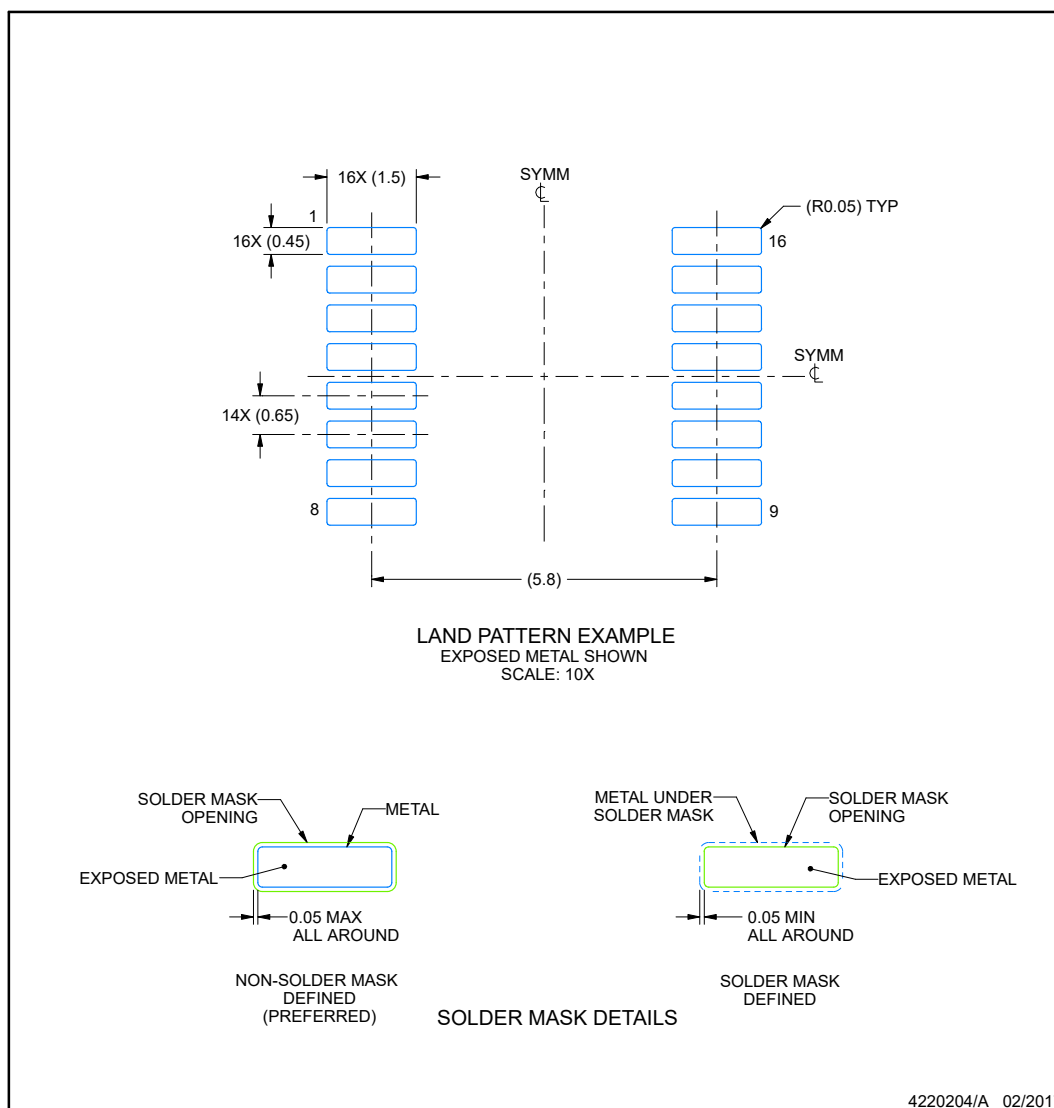 16X (1.5)
SYMM
℄
(R0.05) TYP
1
16X (0.45)
16
SYMM
℄
14X (0.65)
8
9
(5.8)
LAND PATTERN EXAMPLE
EXPOSED METAL SHOWN
SCALE: 10X
SOLDER MASK
OPENING
METAL
EXPOSED METAL
0.05 MAX
ALL AROUND
NON-SOLDER MASK
DEFINED
(PREFERRED)
METAL UNDER
SOLDER MASK
SOLDER MASK
OPENING
EXPOSED METAL
0.05 MIN
ALL AROUND
SOLDER MASK
DEFINED
SOLDER MASK DETAILS
4220204/A 02/201